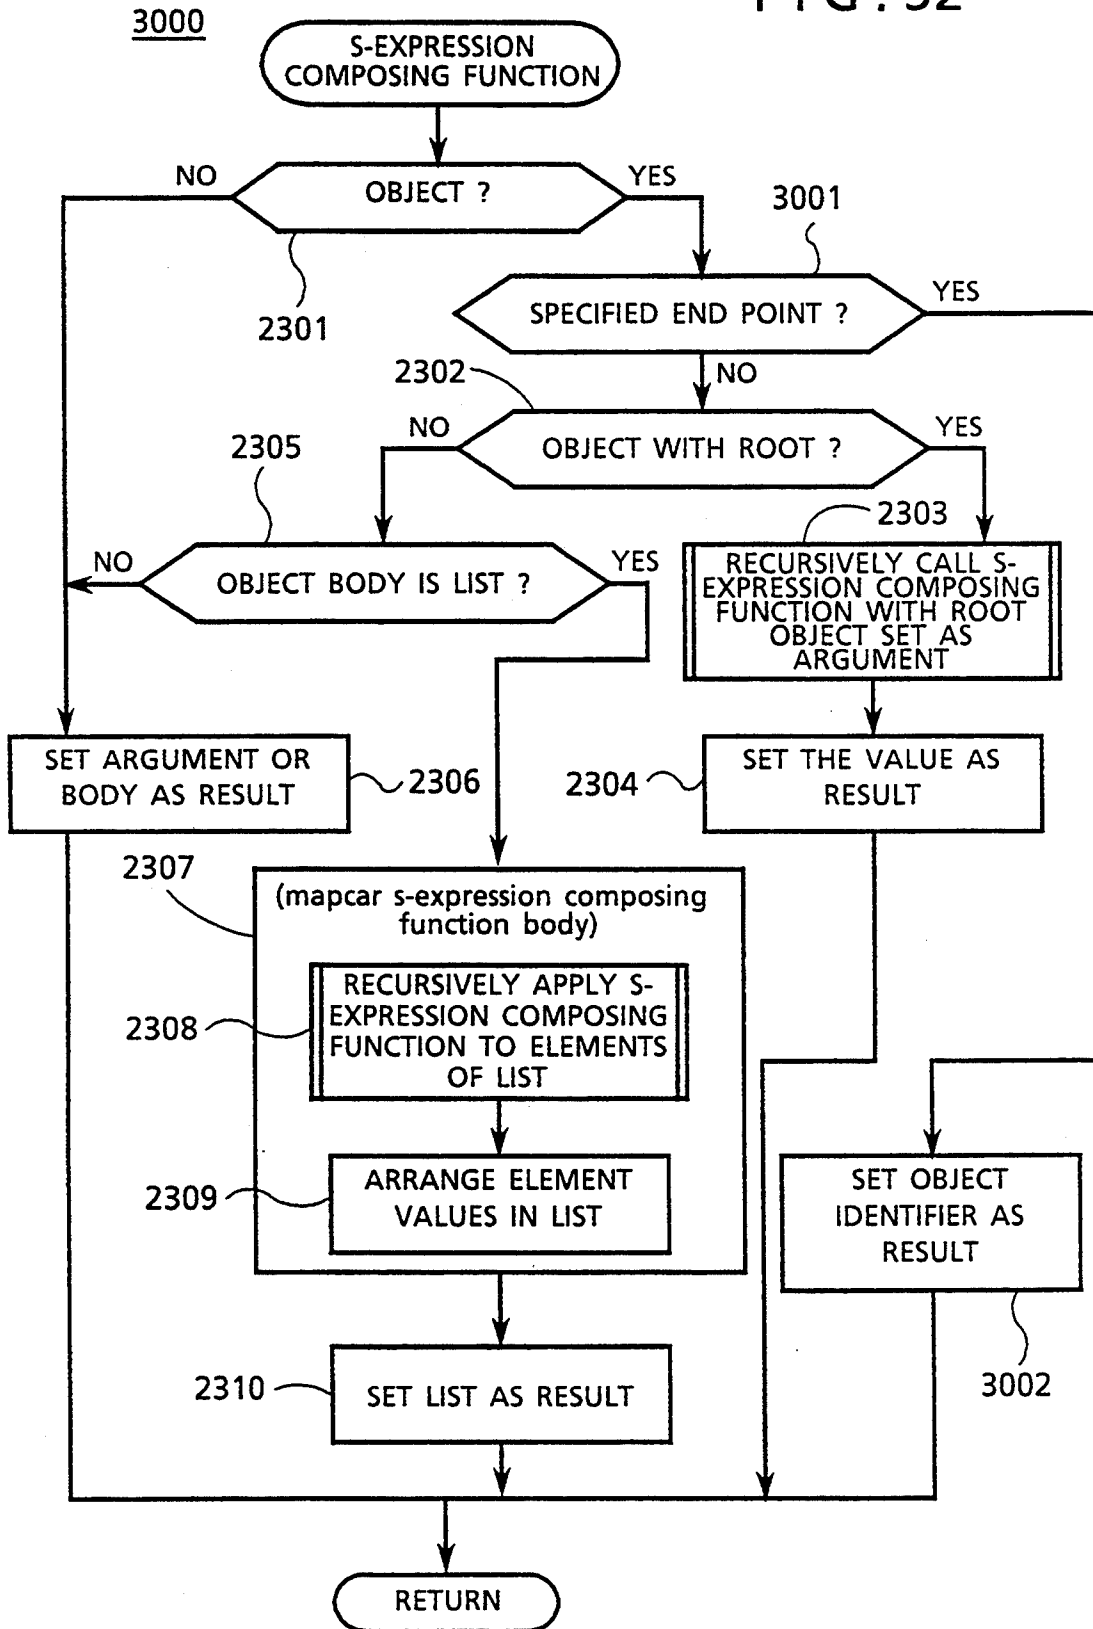 3000
FIG. 32
S-EXPRESSION
COMPOSING FUNCTION
NO
OBJECT ?
YES
2301
3001
SPECIFIED END POINT ?
YES
NO
2302
NO
OBJECT WITH ROOT ?
YES
2305
2303
NO
OBJECT BODY IS LIST ?
YES
RECURSIVELY CALL S-
EXPRESSION COMPOSING
FUNCTION WITH ROOT
OBJECT SET AS
ARGUMENT
SET ARGUMENT OR
BODY AS RESULT
2306
2304
SET THE VALUE AS
RESULT
2307
(mapcar s-expression composing
function body)
2308
RECURSIVELY APPLY S-
EXPRESSION COMPOSING
FUNCTION TO ELEMENTS
OF LIST
2309
ARRANGE ELEMENT
VALUES IN LIST
SET OBJECT
IDENTIFIER AS
RESULT
3002
2310
SET LIST AS RESULT
RETURN